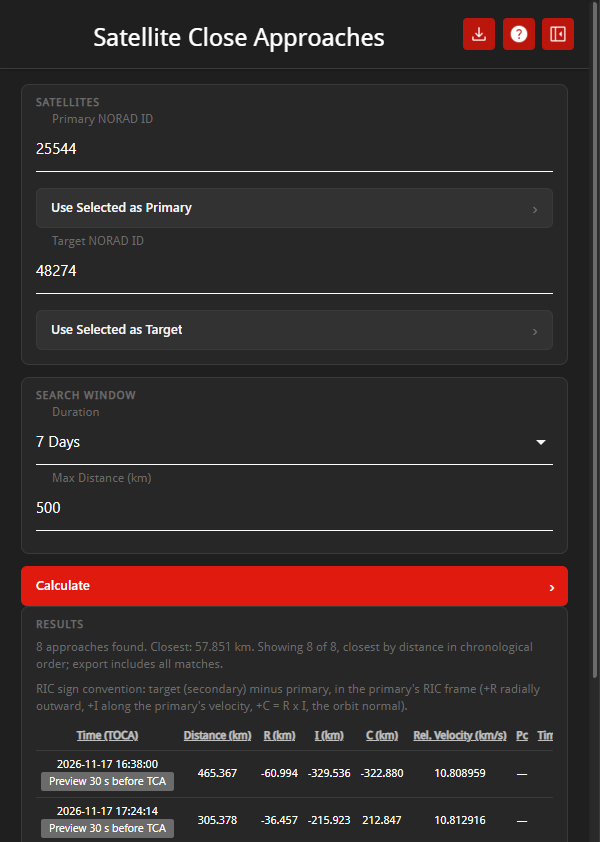 Satellite Close Approaches
SATELLITES
Primary NORAD ID
25544
Use Selected as Primary
Target NORAD ID
48274
Use Selected as Target
SEARCH WINDOW
Duration
7 Days
Max Distance (km)
500
Calculate
RESULTS
8 approaches found. Closest: 57.851 km. Showing 8 of 8, closest by distance in chronological
order; export includes all matches.
RIC sign convention: target (secondary) minus primary, in the primary's RIC frame (+R radially
outward, +I along the primary's velocity, +C = R x I, the orbit normal).
Time (TOCA) Distance (km) R (km) I (km) C (km) Rel. Velocity (km/s) Pc Tim
2026-11-17 16:38:00
Preview 30 s before TCA 465.367 -60.994 -329.536 -322.880 10.808959 —
2026-11-17 17:24:14
Preview 30 s before TCA 305.378 -36.457 -215.923 212.847 10.812916 —